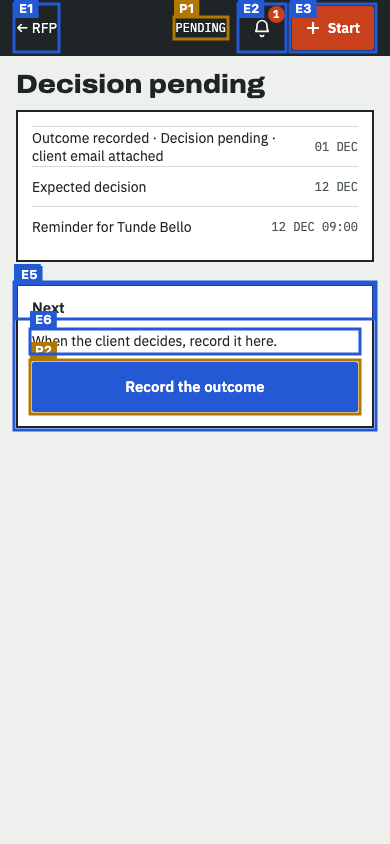 E1 P1 E2 E3
← RFP PENDING 1 + Start
Decision pending
Outcome recorded · Decision pending ·
client email attached
01 DEC
Expected decision 12 DEC
Reminder for Tunde Bello 12 DEC 09:00
E5
Next
E6
When the client decides, record it here.
P2
Record the outcome